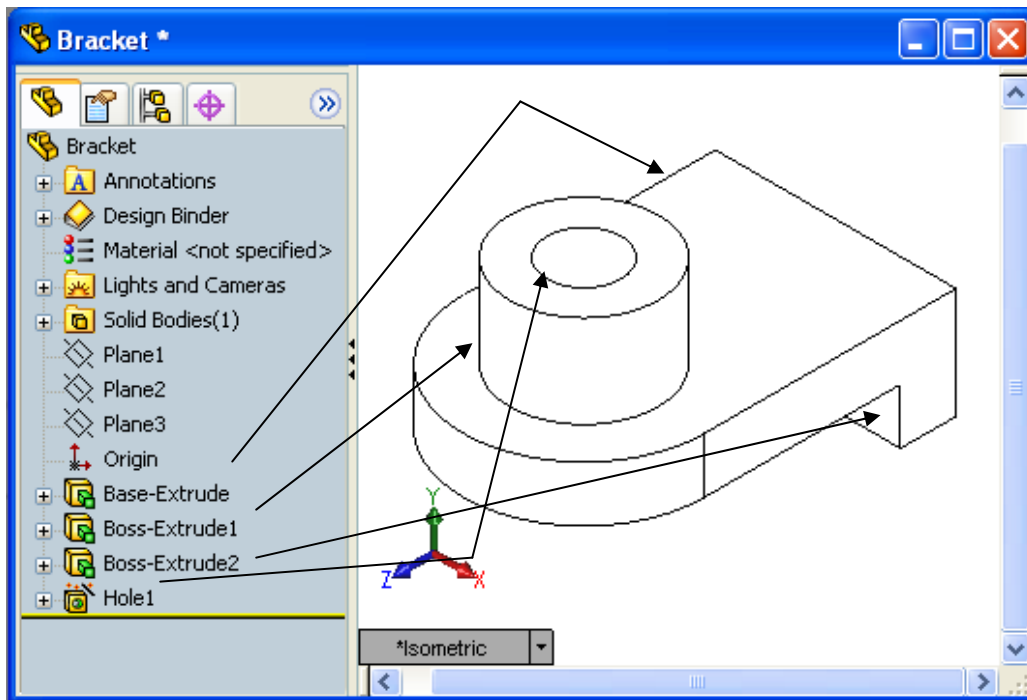 Bracket *
Bracket
A Annotations
Design Binder
Material <not specified>
Lights and Cameras
Solid Bodies(1)
Plane1
Plane2
Plane3
Origin
Base-Extrude
Boss-Extrude1
Boss-Extrude2
Hole1
Y
Z
X
*Isometric